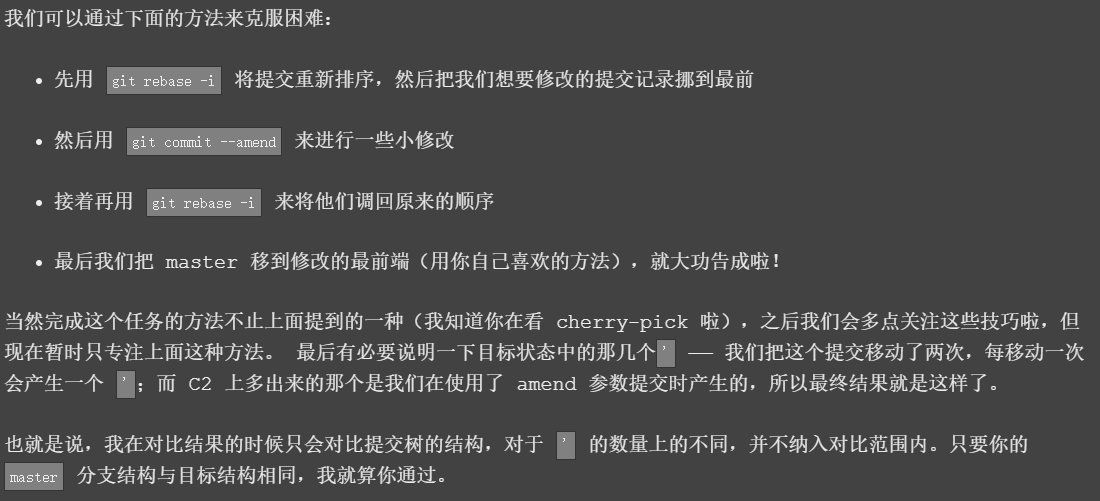 我们可以通过下面的方法来克服困难：
先用 git rebase -i 将提交重新排序，然后把我们想要修改的提交记录挪到最前
然后用 git commit --amend 来进行一些小修改
接着再用 git rebase -i 来将他们调回原来的顺序
最后我们把 master 移到修改的最前端（用你自己喜欢的方法），就大功告成啦！
当然完成这个任务的方法不止上面提到的一种（我知道你在看 cherry-pick 啦），之后我们会多点关注这些技巧啦，但
现在暂时只专注上面这种方法。 最后有必要说明一下目标状态中的那几个' —— 我们把这个提交移动了两次，每移动一次
会产生一个 '；而 C2 上多出来的那个是我们在使用了 amend 参数提交时产生的，所以最终结果就是这样了。
也就是说，我在对比结果的时候只会对比提交树的结构，对于 ' 的数量上的不同，并不纳入对比范围内。只要你的
master 分支结构与目标结构相同，我就算你通过。